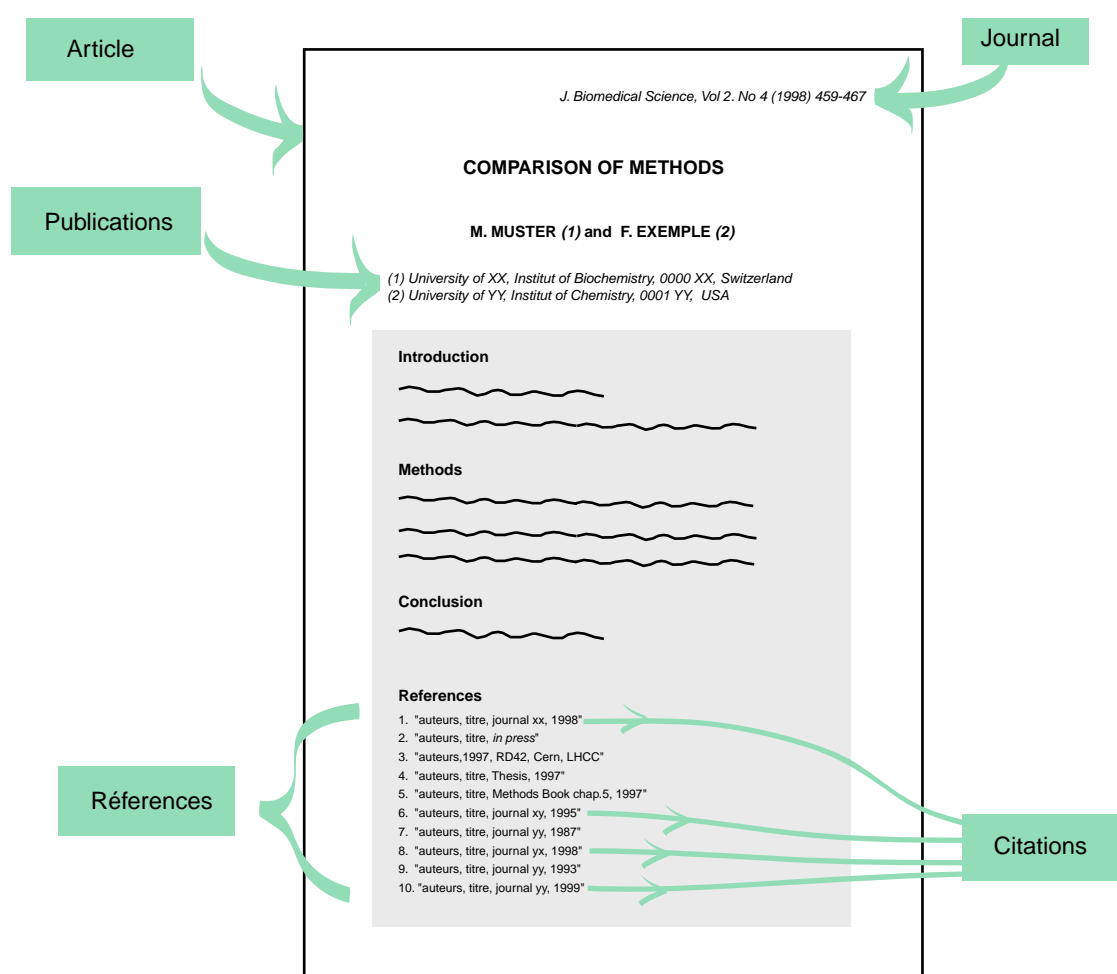 Article
Journal
J. Biomedical Science, Vol 2. No 4 (1998) 459-467
COMPARISON OF METHODS
Publications
M. MUSTER (1) and F. EXEMPLE (2)
(1) University of XX, Institut of Biochemistry, 0000 XX, Switzerland
(2) University of YY, Institut of Chemistry, 0001 YY, USA
Introduction
Methods
Conclusion
References
1. "auteurs, titre, journal xx, 1998"
2. "auteurs, titre, in press"
3. "auteurs,1997, RD42, Cern, LHCC"
4. "auteurs, titre, Thesis, 1997"
5. "auteurs, titre, Methods Book chap.5, 1997"
6. "auteurs, titre, journal xy, 1995"
7. "auteurs, titre, journal yy, 1987"
8. "auteurs, titre, journal yx, 1998"
9. "auteurs, titre, journal yy, 1993"
10. "auteurs, titre, journal yy, 1999"
Réferences
Citations